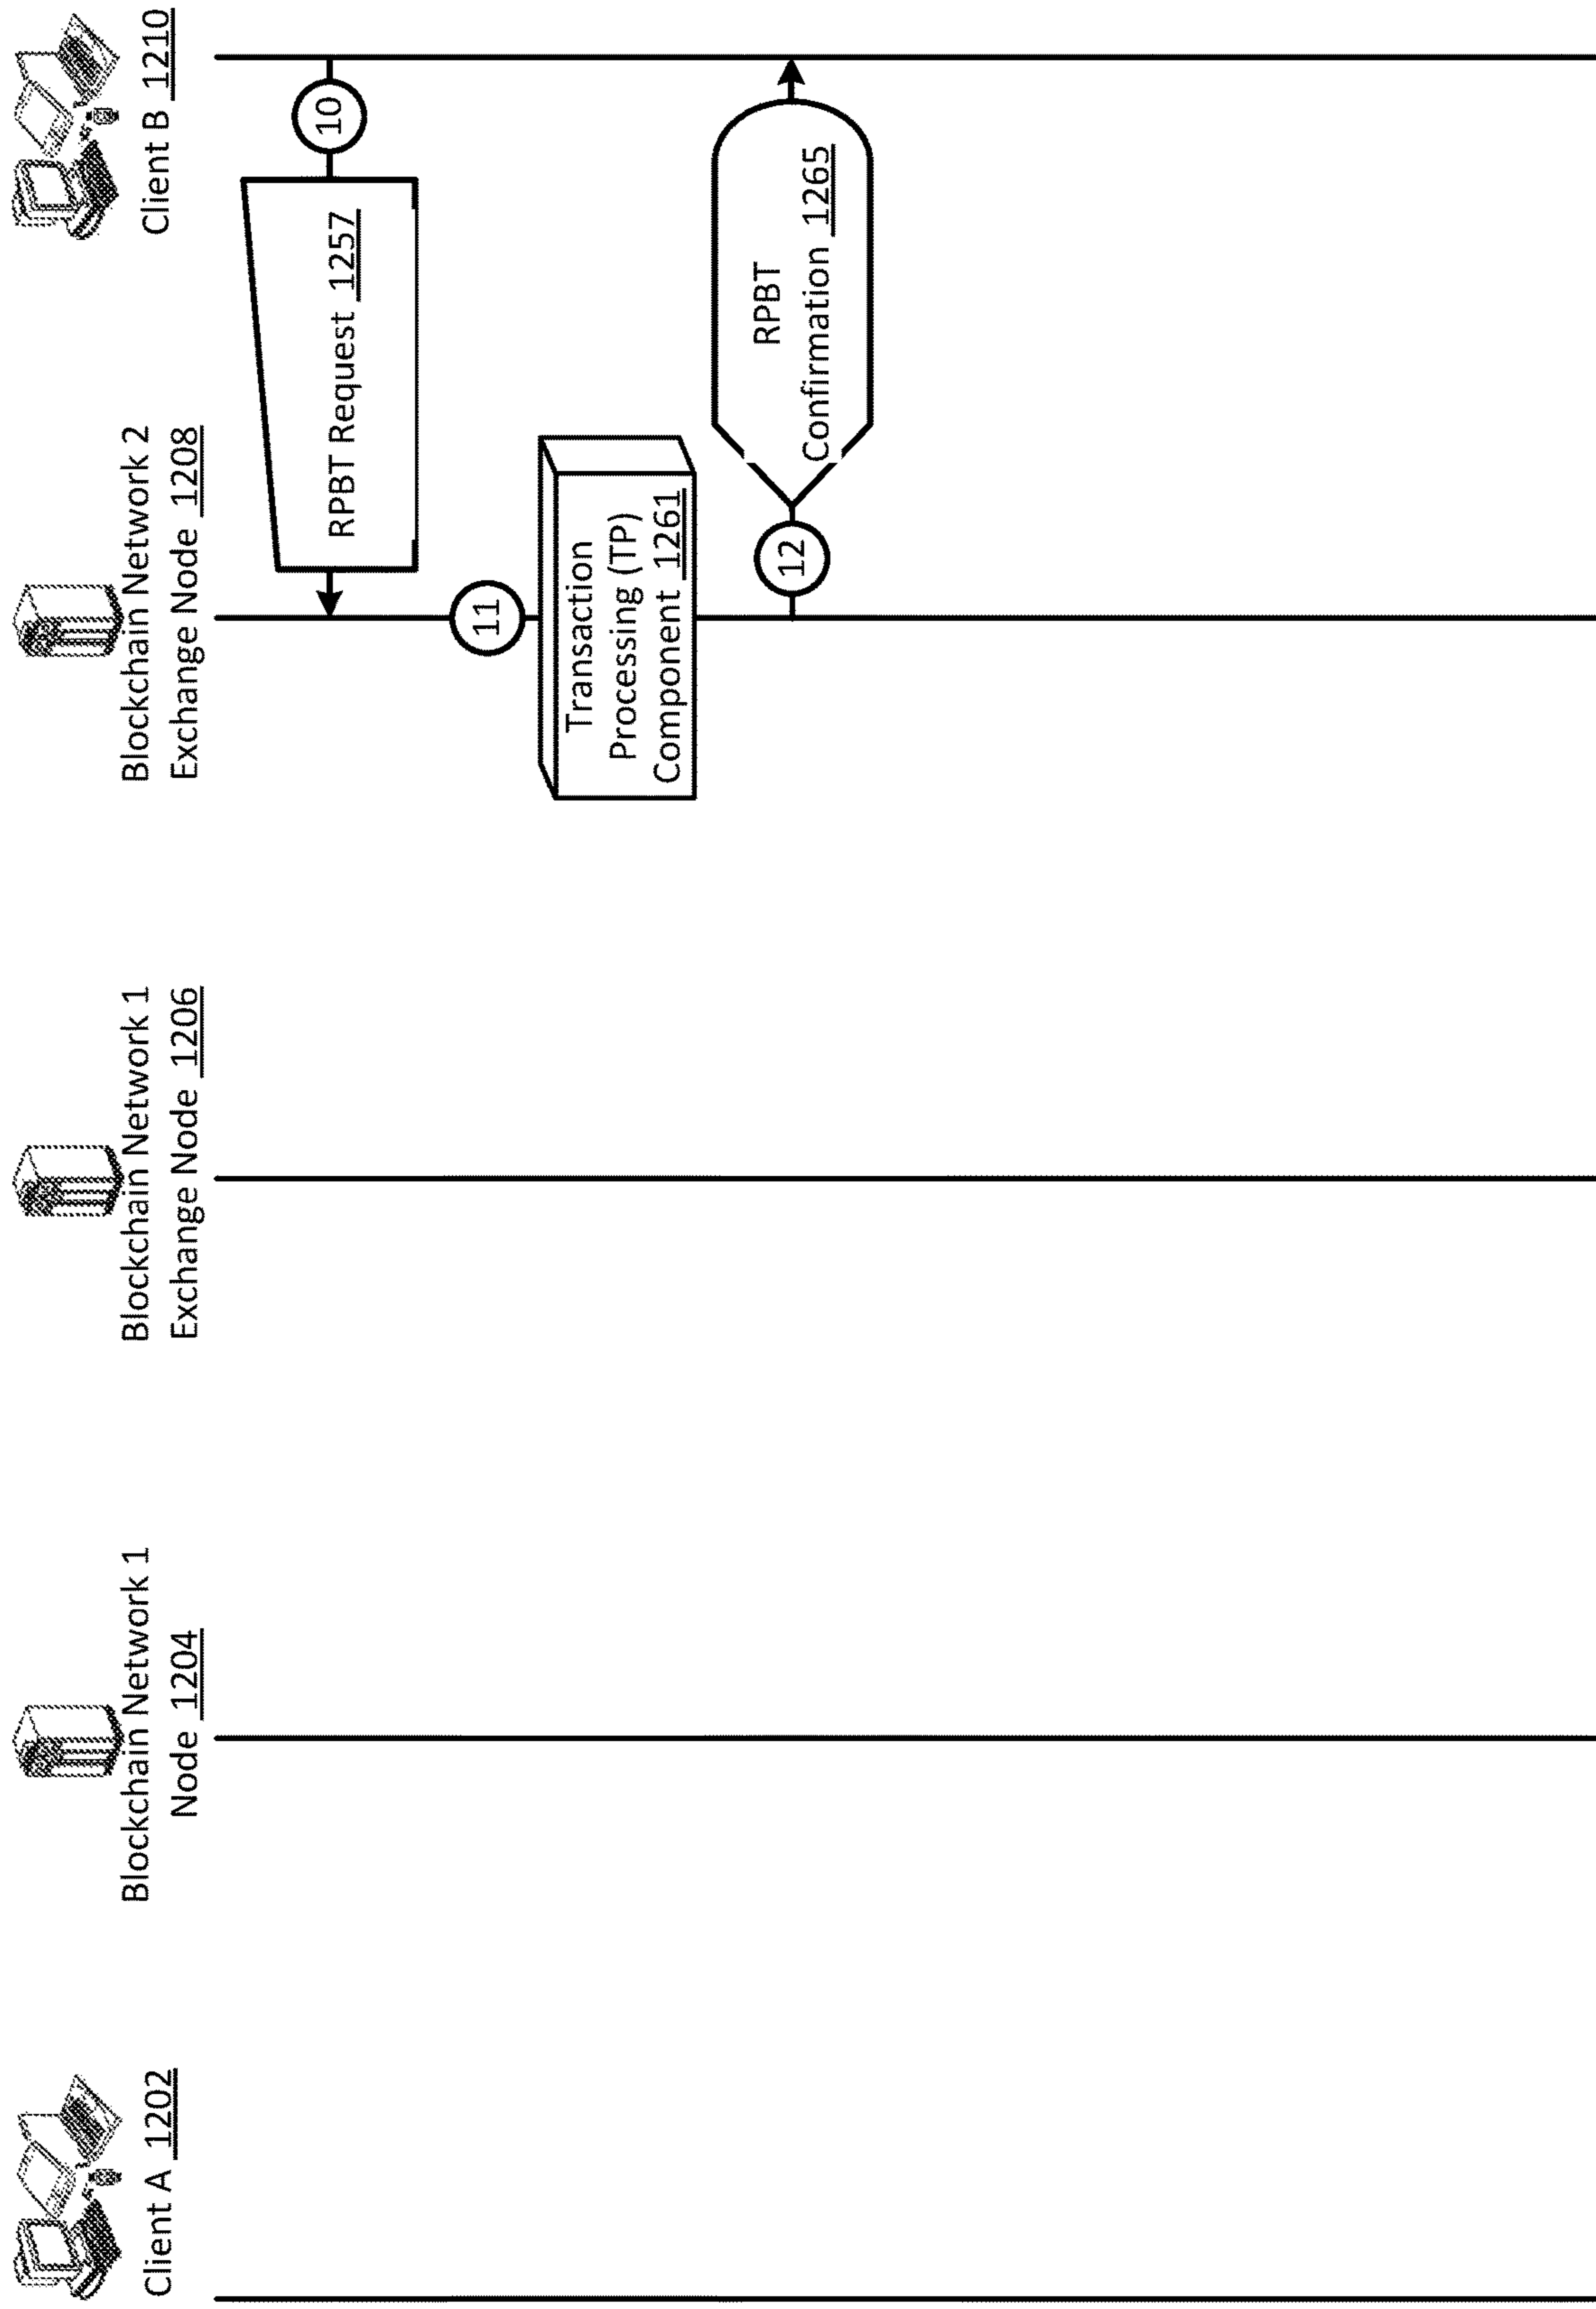 Client A 1202
Blockchain Network 1
Node 1204
Blockchain Network 1
Exchange Node 1206
Blockchain Network 2
Exchange Node 1208
Client B 1210
10
RPBT Request 1257
11
Transaction
Processing (TP)
Component 1261
12
RPBT
Confirmation 1265